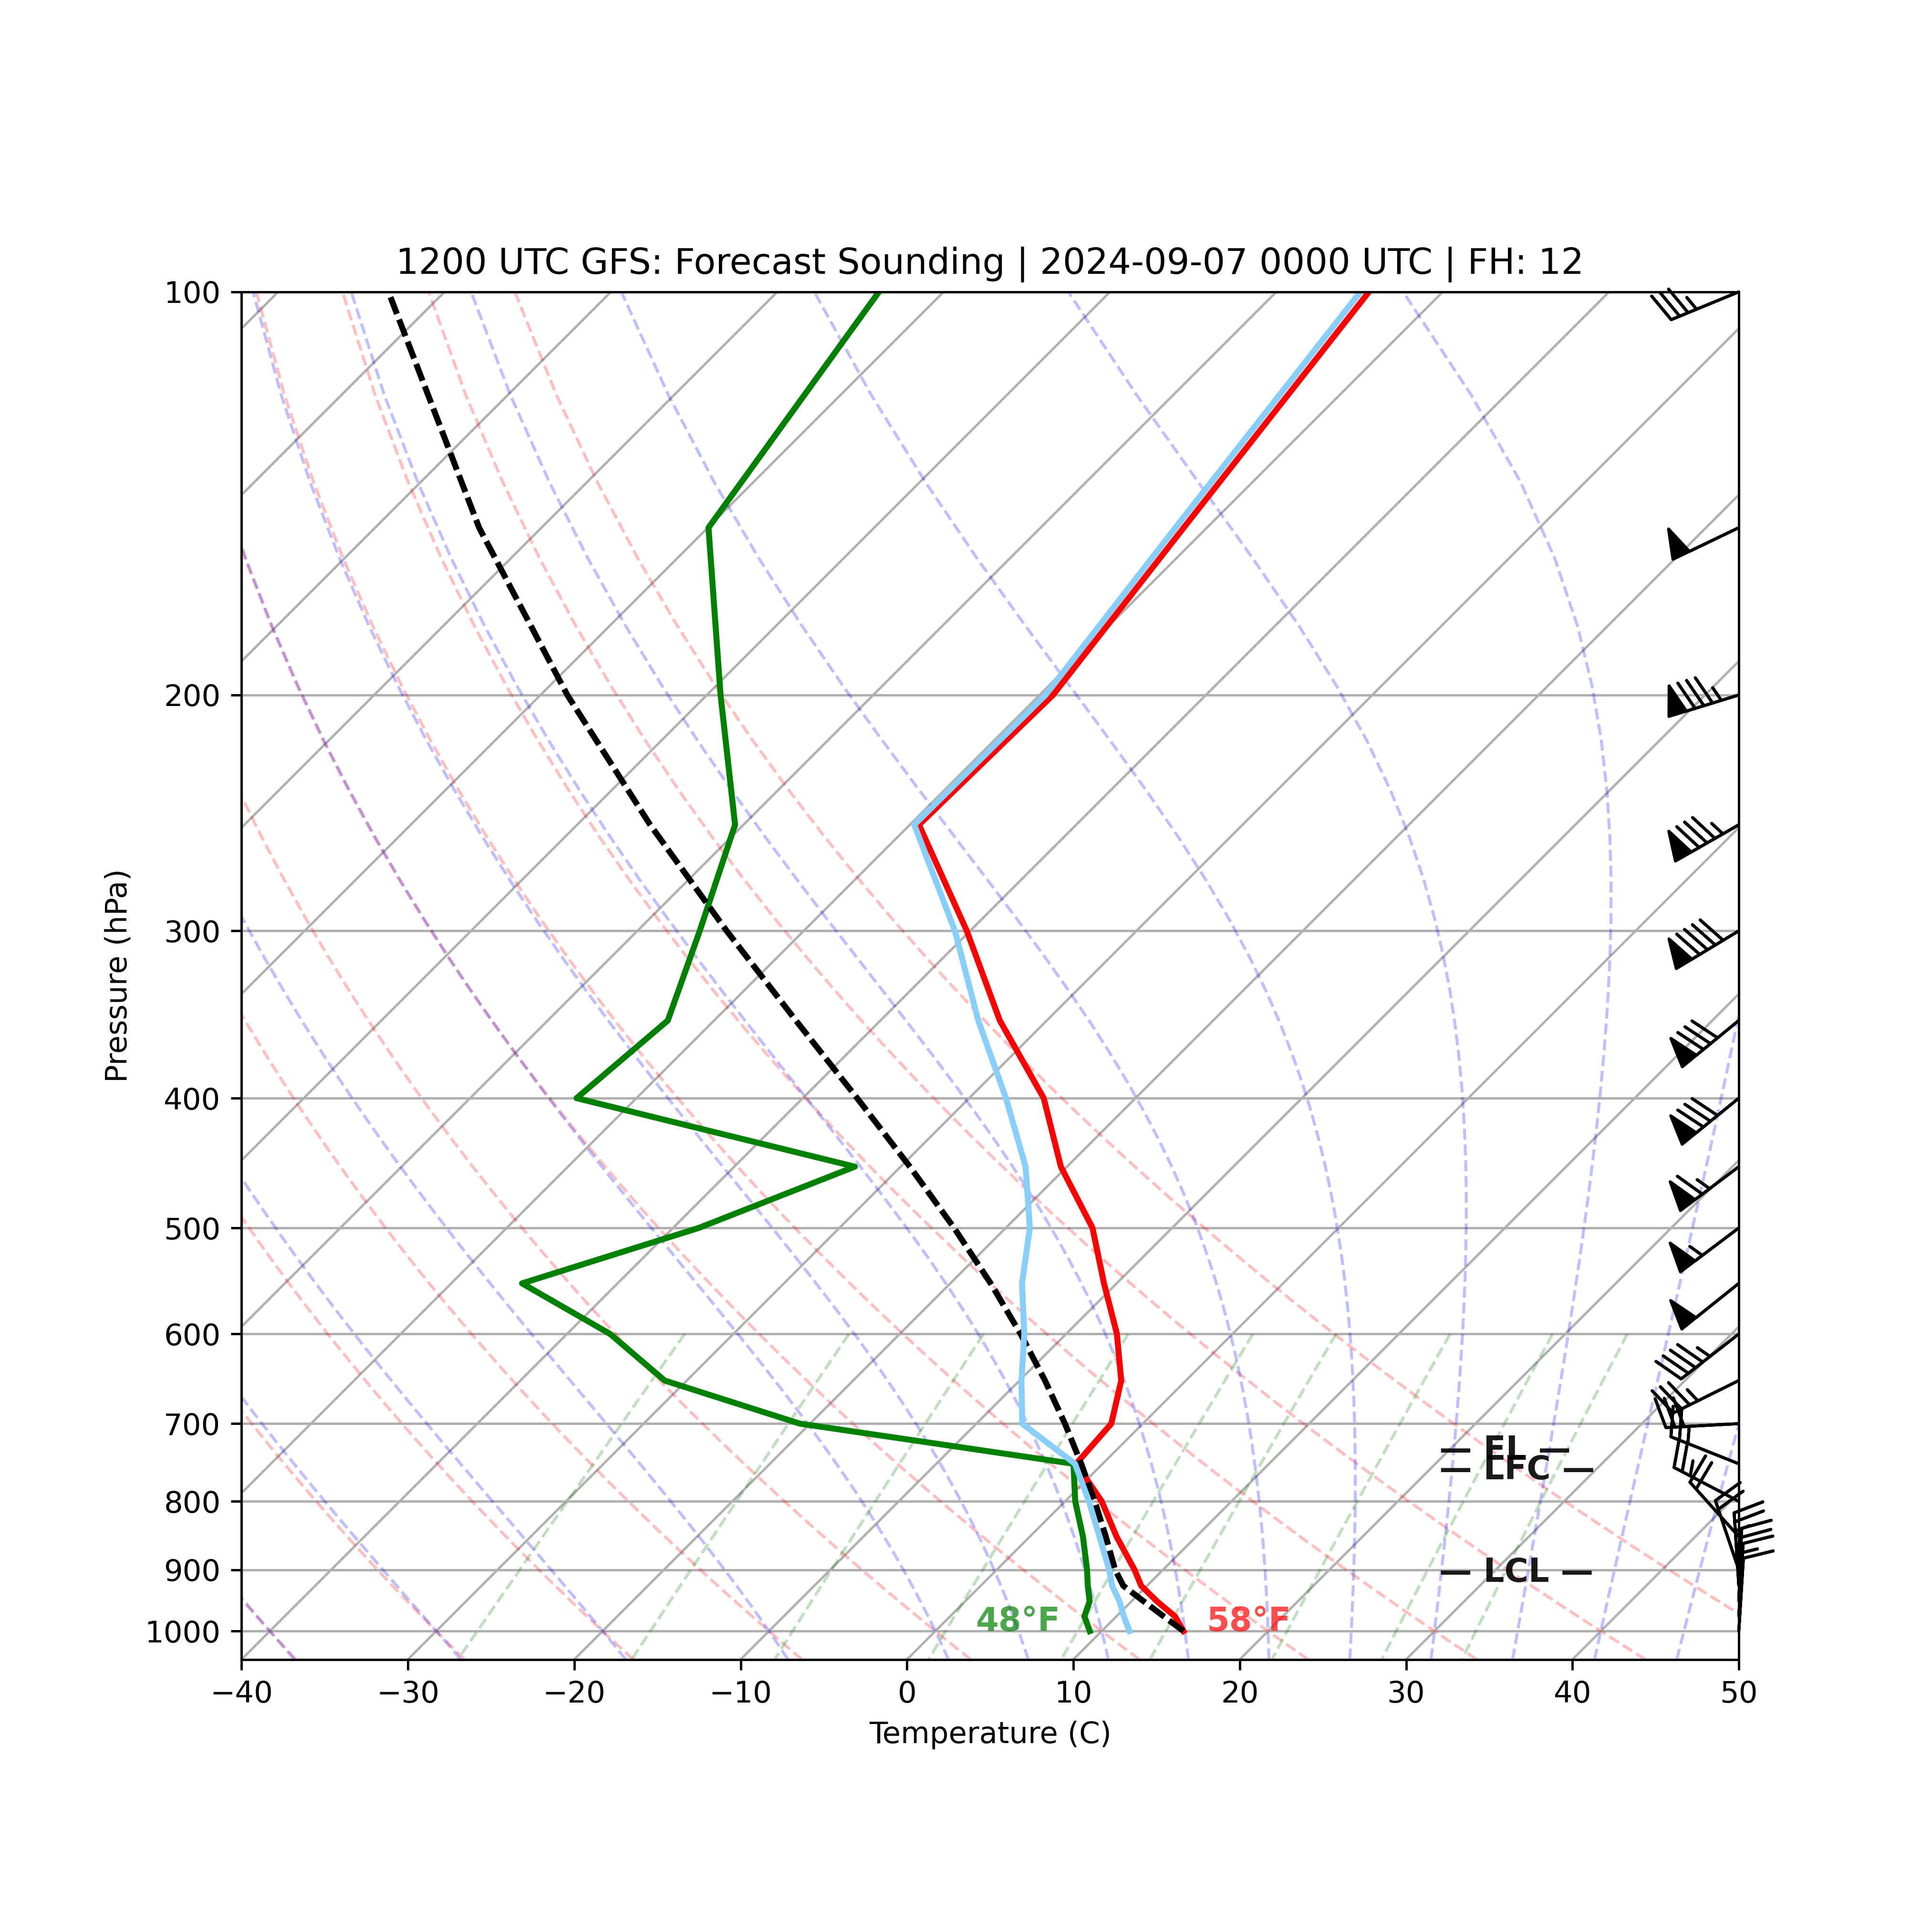 1200 UTC GFS: Forecast Sounding | 2024-09-07 0000 UTC | FH: 12
100
200
300
400
500
600
700
800
900
1000
Pressure (hPa)
— EL —
— LFC —
— LCL —
48°F
58°F
−40 −30 −20 −10 0 10 20 30 40 50
Temperature (C)